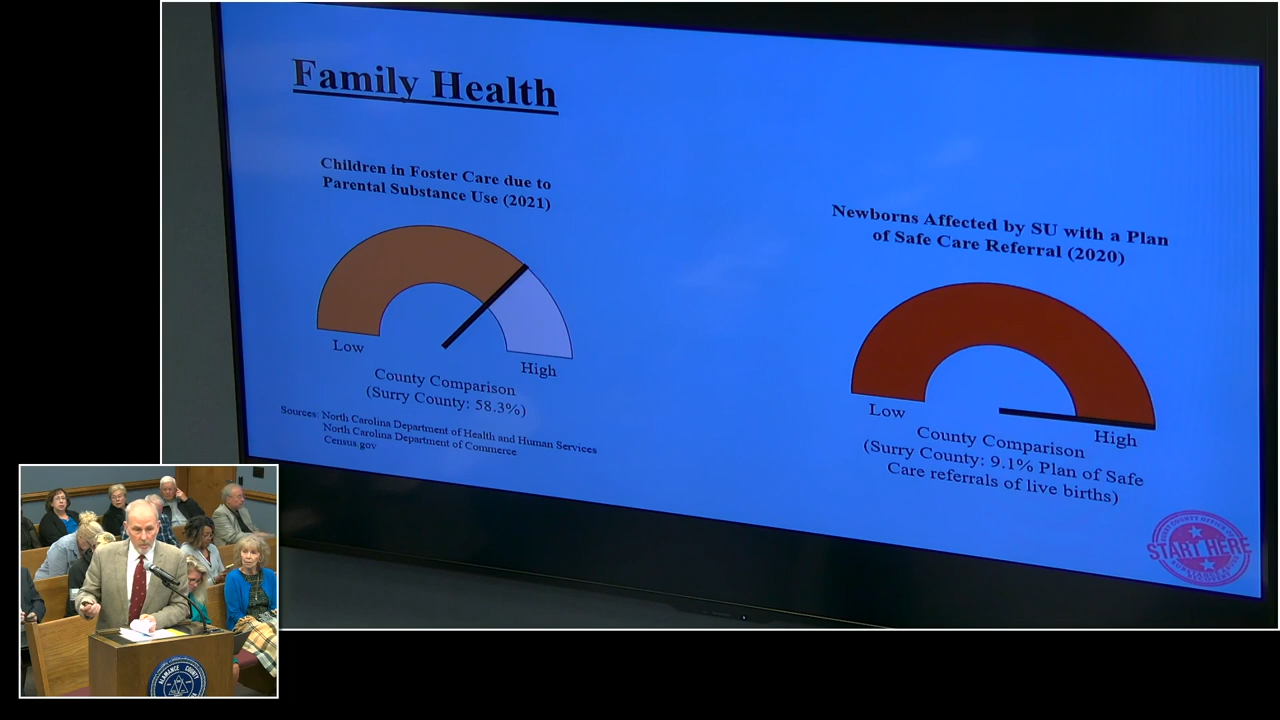 Family Health
Children in Foster Care due to
Parental Substance Use (2021)
Low
High
County Comparison
(Surry County: 58.3%)
Sources: North Carolina Department of Health and Human Services
North Carolina Department of Commerce
Census.gov
Newborns Affected by SU with a Plan
of Safe Care Referral (2020)
Low
High
County Comparison
(Surry County: 9.1% Plan of Safe
Care referrals of live births)
START HERE
ALAMANCE COUNTY